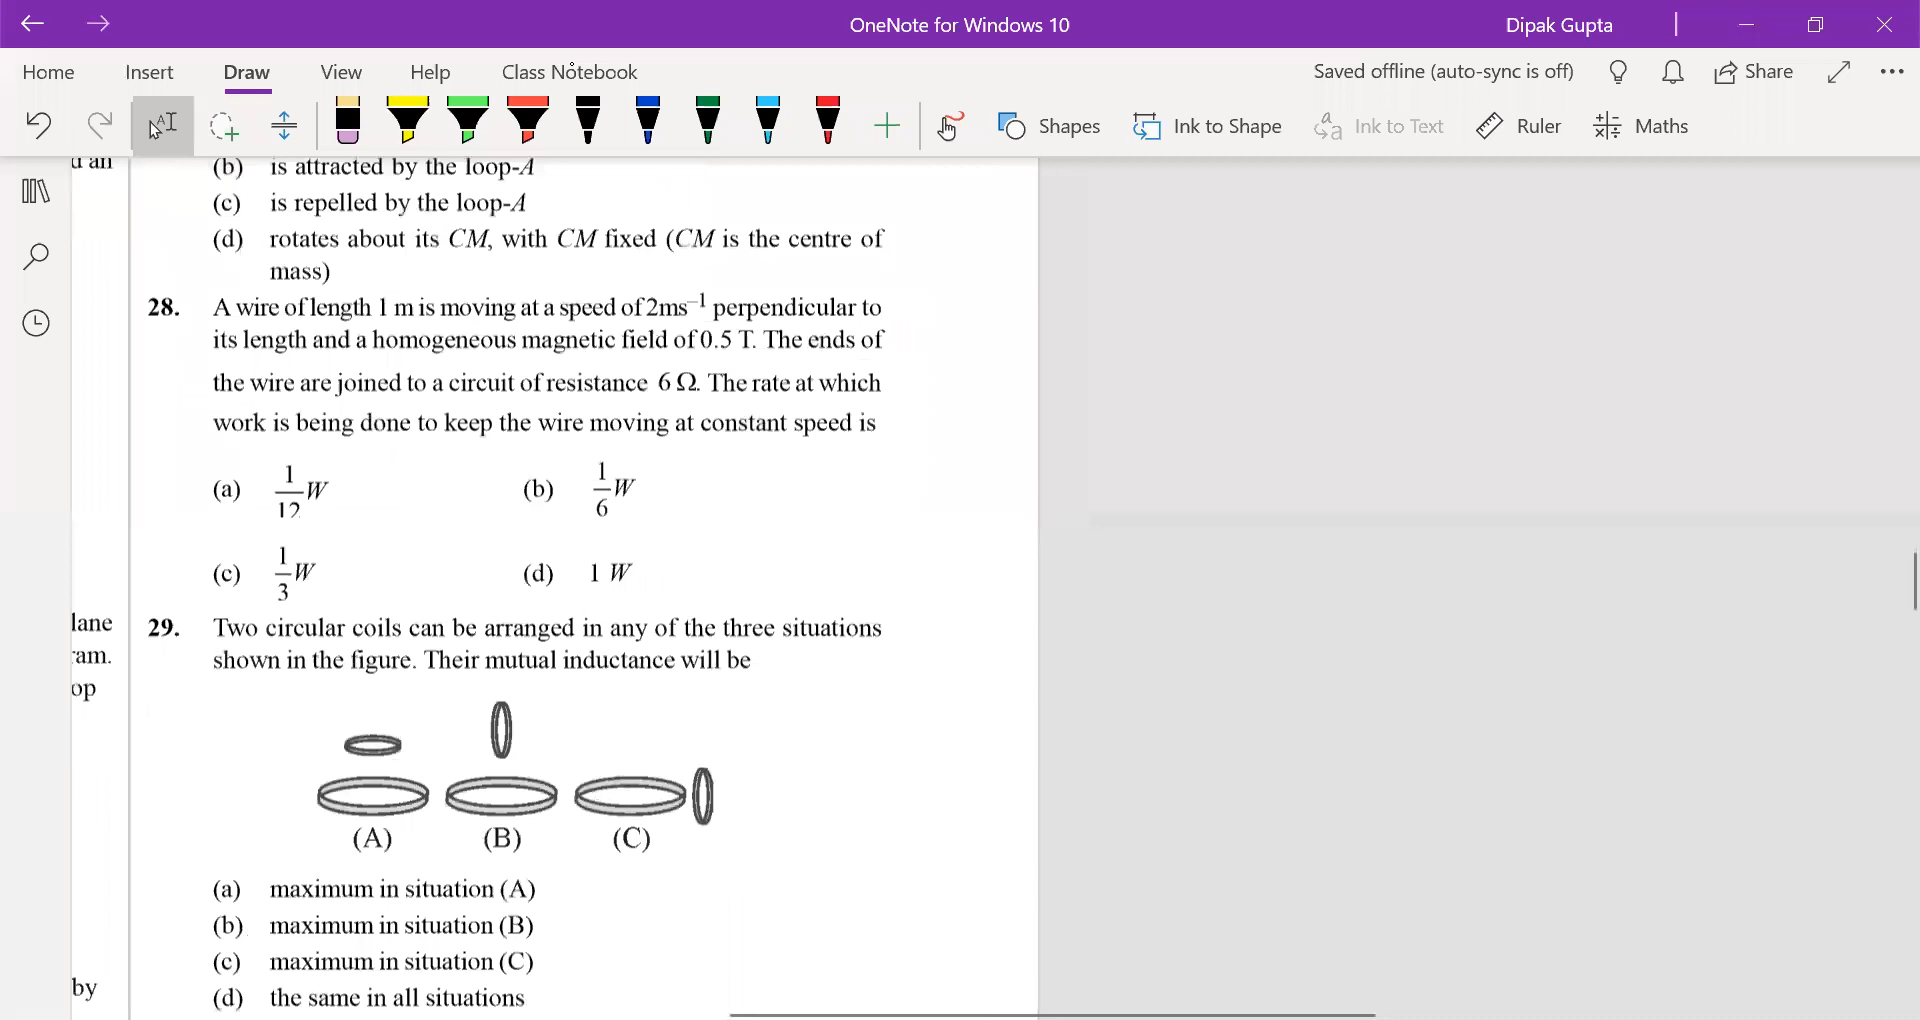 OneNote for Windows 10
Dipak Gupta
Home Insert Draw View Help Class Notebook
Saved offline (auto-sync is off) Share
Shapes Ink to Shape Ink to Text Ruler Maths
(b) is attracted by the loop-A
(c) is repelled by the loop-A
(d) rotates about its CM, with CM fixed (CM is the centre of
mass)
28. A wire of length 1 m is moving at a speed of 2ms⁻¹ perpendicular to
its length and a homogeneous magnetic field of 0.5 T. The ends of
the wire are joined to a circuit of resistance 6 Ω. The rate at which
work is being done to keep the wire moving at constant speed is
(a) 1/12 W (b) 1/6 W
(c) 1/3 W (d) 1 W
lane
am.
op
29. Two circular coils can be arranged in any of the three situations
shown in the figure. Their mutual inductance will be
(A) (B) (C)
(a) maximum in situation (A)
(b) maximum in situation (B)
(c) maximum in situation (C)
(d) the same in all situations
by